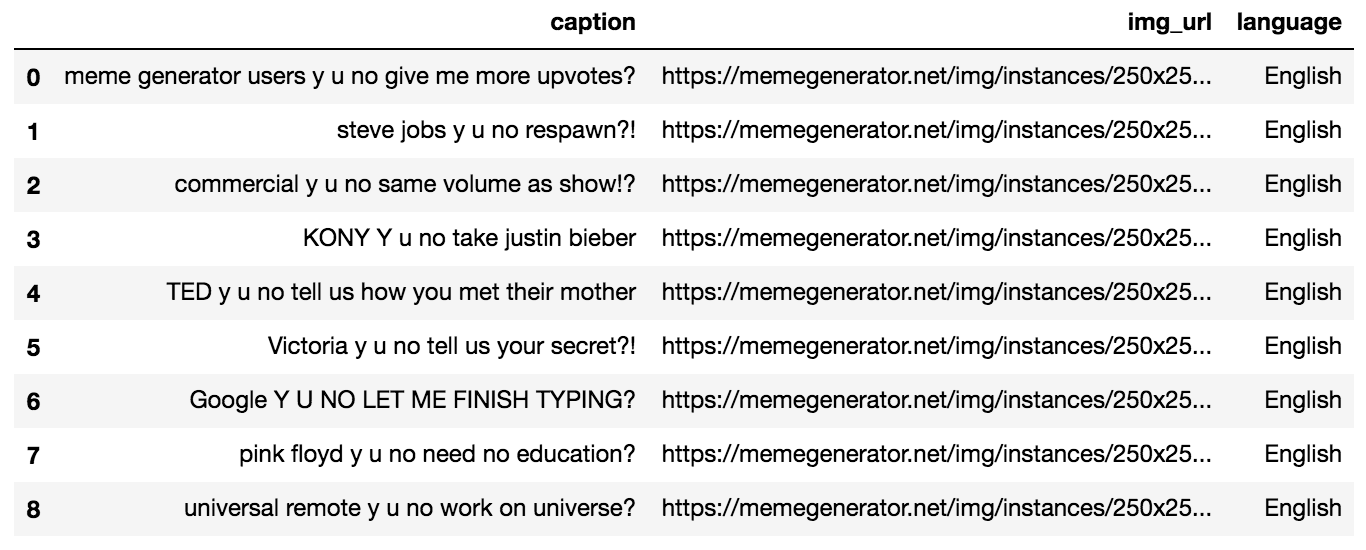 caption img_url language
0 meme generator users y u no give me more upvotes? https://memegenerator.net/img/instances/250x25... English
1 steve jobs y u no respawn?! https://memegenerator.net/img/instances/250x25... English
2 commercial y u no same volume as show!? https://memegenerator.net/img/instances/250x25... English
3 KONY Y u no take justin bieber https://memegenerator.net/img/instances/250x25... English
4 TED y u no tell us how you met their mother https://memegenerator.net/img/instances/250x25... English
5 Victoria y u no tell us your secret?! https://memegenerator.net/img/instances/250x25... English
6 Google Y U NO LET ME FINISH TYPING? https://memegenerator.net/img/instances/250x25... English
7 pink floyd y u no need no education? https://memegenerator.net/img/instances/250x25... English
8 universal remote y u no work on universe? https://memegenerator.net/img/instances/250x25... English